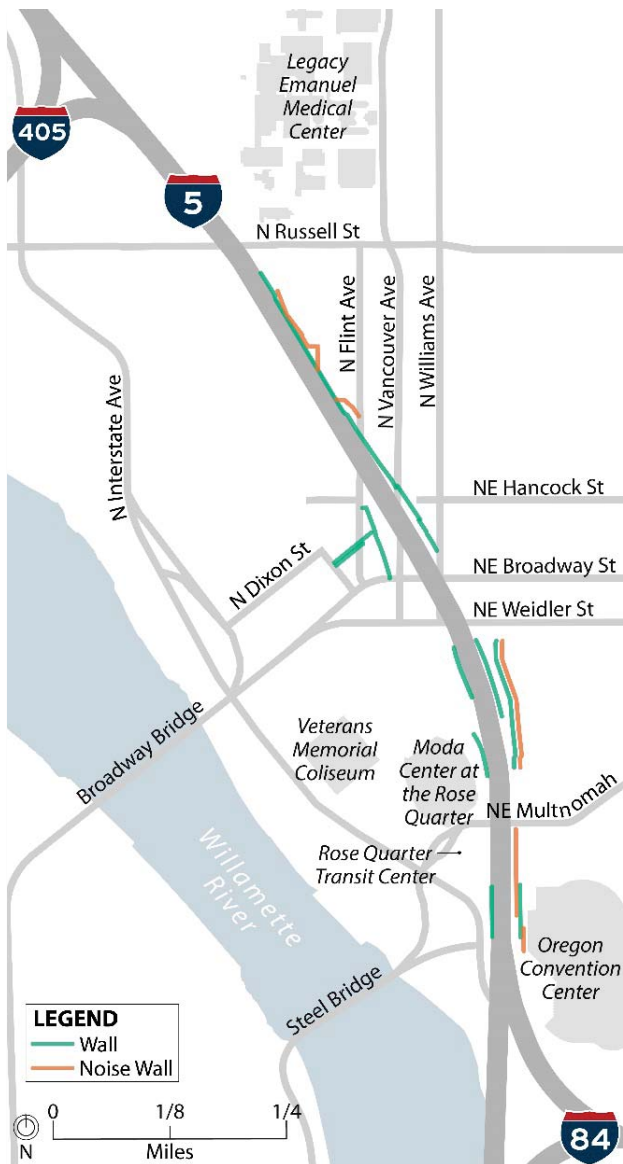 Legacy
Emanuel
Medical
Center
405
5
N Russell St
N Flint Ave
N Vancouver Ave
N Williams Ave
N Interstate Ave
NE Hancock St
N Dixon St
NE Broadway St
NE Weidler St
Broadway Bridge
Veterans
Memorial
Coliseum
Moda
Center at
the Rose
Quarter
NE Multnomah
Rose Quarter
Transit Center
Willamette
River
Oregon
Convention
Center
Steel Bridge
LEGEND
Wall
Noise Wall
0 1/8 1/4
Miles
N
84